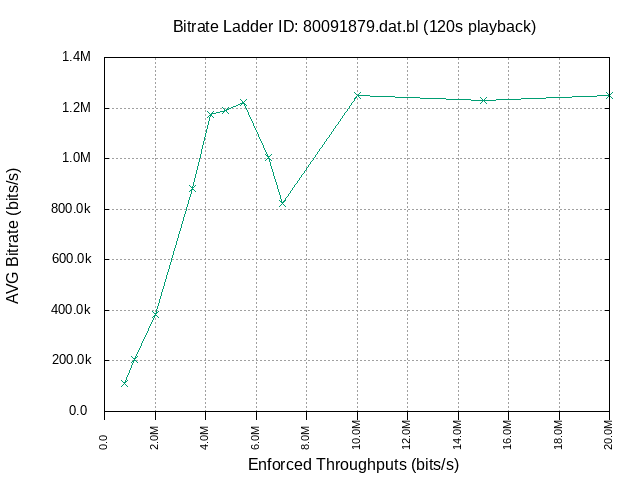 Bitrate Ladder ID: 80091879.dat.bl (120s playback)
1.4M
1.2M
1.0M
800.0k
600.0k
400.0k
200.0k
0.0
AVG Bitrate (bits/s)
0.0
2.0M
4.0M
6.0M
8.0M
10.0M
12.0M
14.0M
16.0M
18.0M
20.0M
Enforced Throughputs (bits/s)